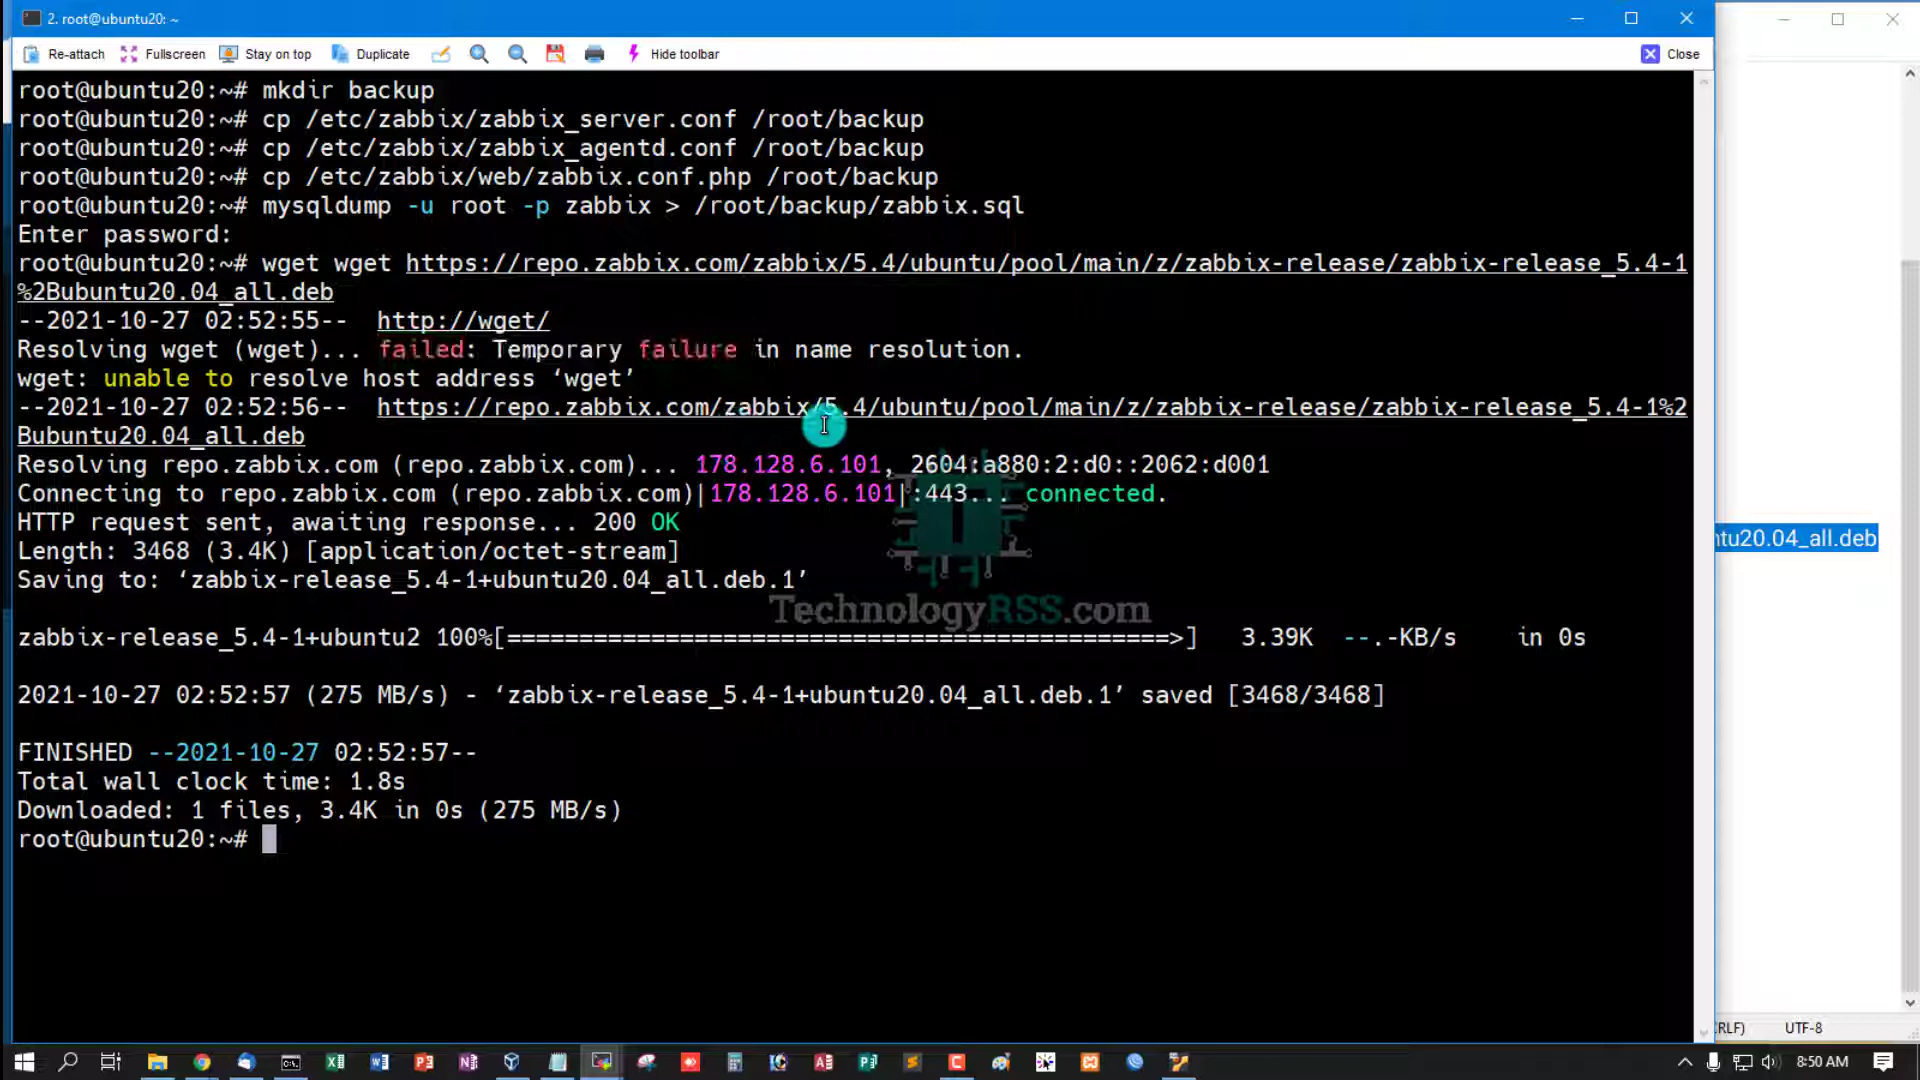 2. root@ubuntu20: ~
Re-attach Fullscreen Stay on top Duplicate Hide toolbar Close
root@ubuntu20:~# mkdir backup
root@ubuntu20:~# cp /etc/zabbix/zabbix_server.conf /root/backup
root@ubuntu20:~# cp /etc/zabbix/zabbix_agentd.conf /root/backup
root@ubuntu20:~# cp /etc/zabbix/web/zabbix.conf.php /root/backup
root@ubuntu20:~# mysqldump -u root -p zabbix > /root/backup/zabbix.sql
Enter password:
root@ubuntu20:~# wget wget https://repo.zabbix.com/zabbix/5.4/ubuntu/pool/main/z/zabbix-release/zabbix-release_5.4-1
%2Bubuntu20.04_all.deb
--2021-10-27 02:52:55--  http://wget/
Resolving wget (wget)... failed: Temporary failure in name resolution.
wget: unable to resolve host address ‘wget’
--2021-10-27 02:52:56--  https://repo.zabbix.com/zabbix/5.4/ubuntu/pool/main/z/zabbix-release/zabbix-release_5.4-1%2
Bubuntu20.04_all.deb
Resolving repo.zabbix.com (repo.zabbix.com)... 178.128.6.101, 2604:a880:2:d0::2062:d001
Connecting to repo.zabbix.com (repo.zabbix.com)|178.128.6.101|:443... connected.
HTTP request sent, awaiting response... 200 OK
ntu20.04_all.deb
Length: 3468 (3.4K) [application/octet-stream]
Saving to: ‘zabbix-release_5.4-1+ubuntu20.04_all.deb.1’
TechnologyRSS.com
zabbix-release_5.4-1+ubuntu2 100%[==============================================>]   3.39K  --.-KB/s    in 0s
2021-10-27 02:52:57 (275 MB/s) - ‘zabbix-release_5.4-1+ubuntu20.04_all.deb.1’ saved [3468/3468]
FINISHED --2021-10-27 02:52:57--
Total wall clock time: 1.8s
Downloaded: 1 files, 3.4K in 0s (275 MB/s)
root@ubuntu20:~#
RLF) UTF-8
8:50 AM